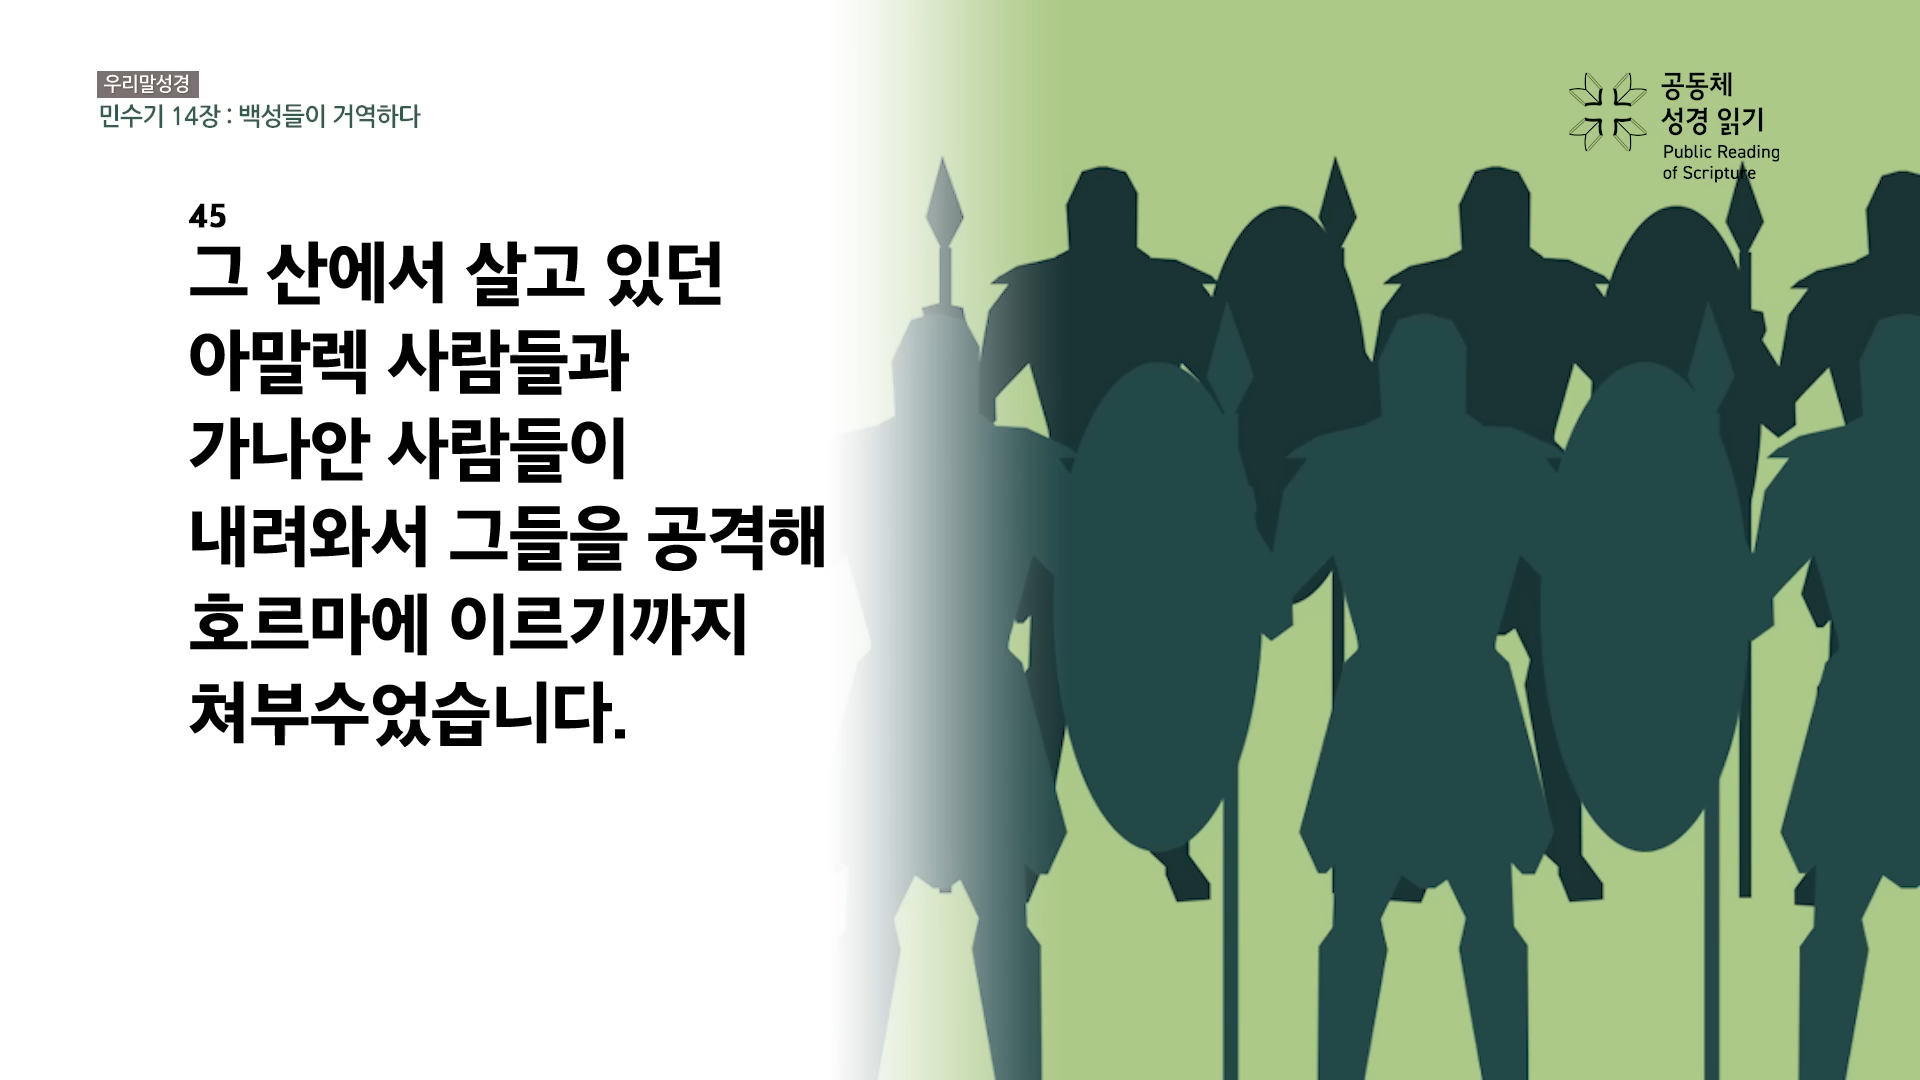 우리말성경
민수기 14장 : 백성들이 거역하다
공동체
성경 읽기
Public Reading
of Scripture
45
그 산에서 살고 있던
아말렉 사람들과
가나안 사람들이
내려와서 그들을 공격해
호르마에 이르기까지
쳐부수었습니다.